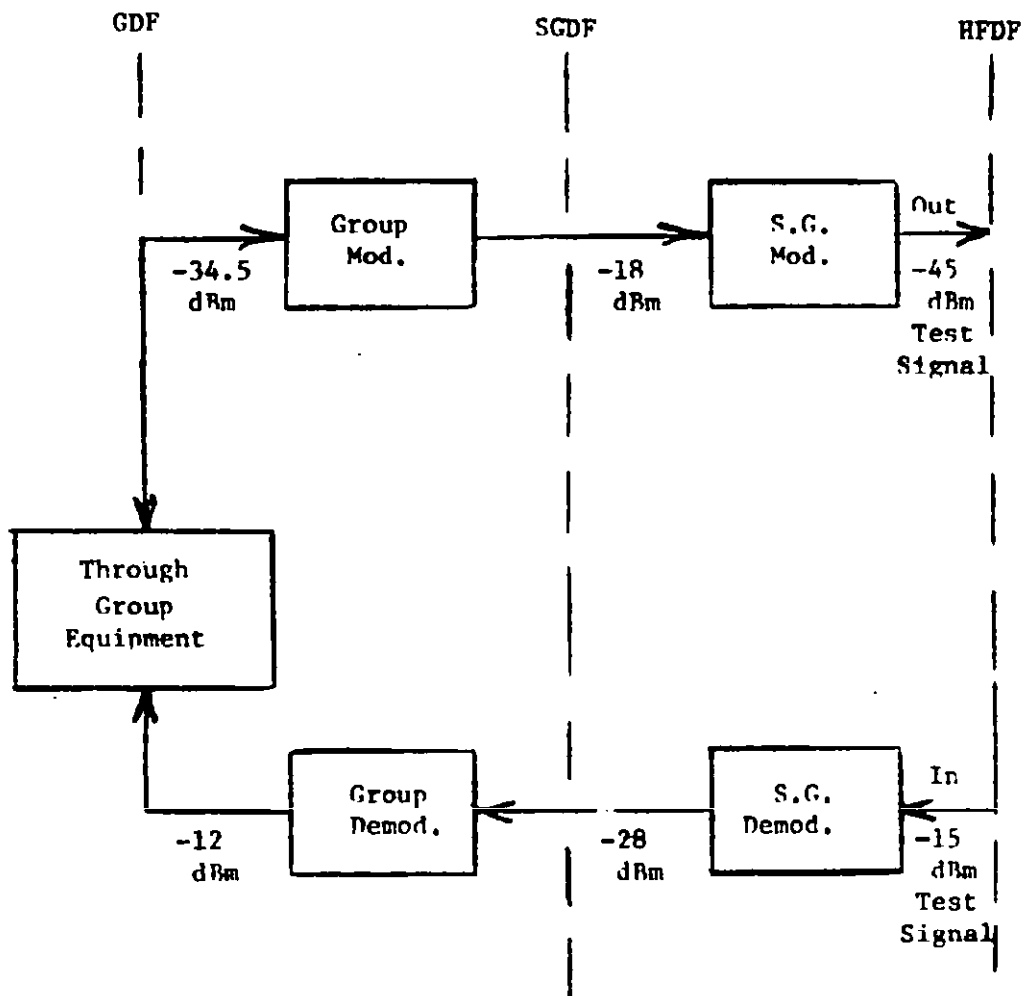 GDF
SGDF
HFDF
Group
Mod.
S.G.
Mod.
Out
-34.5
dBm
-18
dBm
-45
dBm
Test
Signal
Through
Group
Equipment
Group
Demod.
S.G.
Demod.
In
-12
dBm
-28
dBm
-15
dBm
Test
Signal